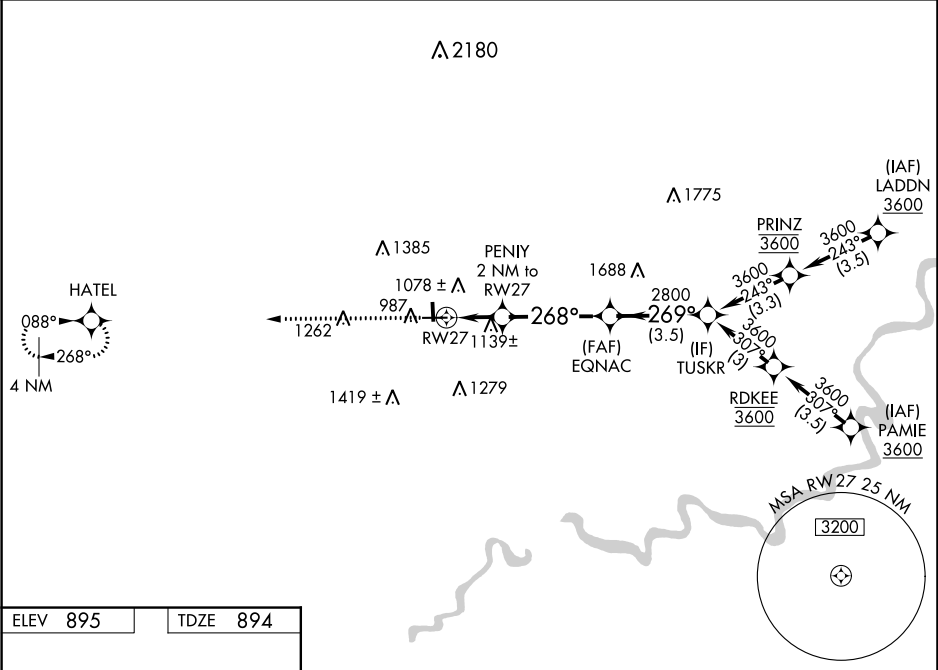 2180
(IAF)
LADDN
3600
1775
PRINZ
3600
3600
243°
(3.5)
3600
243°
(3.3)
1385
PENIY
2 NM to
RW27
1688
1078 ±
HATEL
987
2800
088°
1262
RW27
1139±
268°
269°
(3.5)
268°
4 NM
(FAF)
EQNAC
(IF)
TUSKR
3600
307°
(3)
1419 ±
1279
RDKEE
3600
3600
307°
(3.5)
(IAF)
PAMIE
3600
MSA RW27 25 NM
3200
ELEV 895
TDZE 894